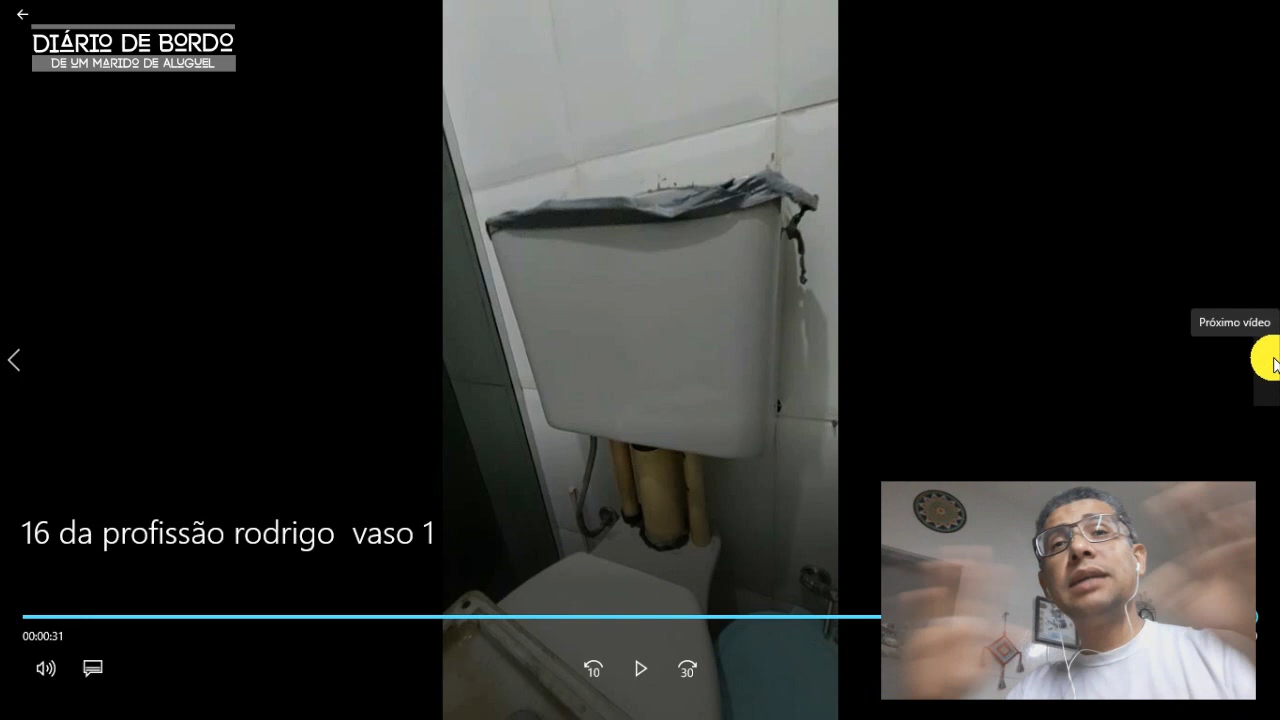 DIÁRIO DE BORDO
DE UM MARIDO DE ALUGUEL
Próximo vídeo
16 da profissão rodrigo vaso 1
00:00:31
10
30